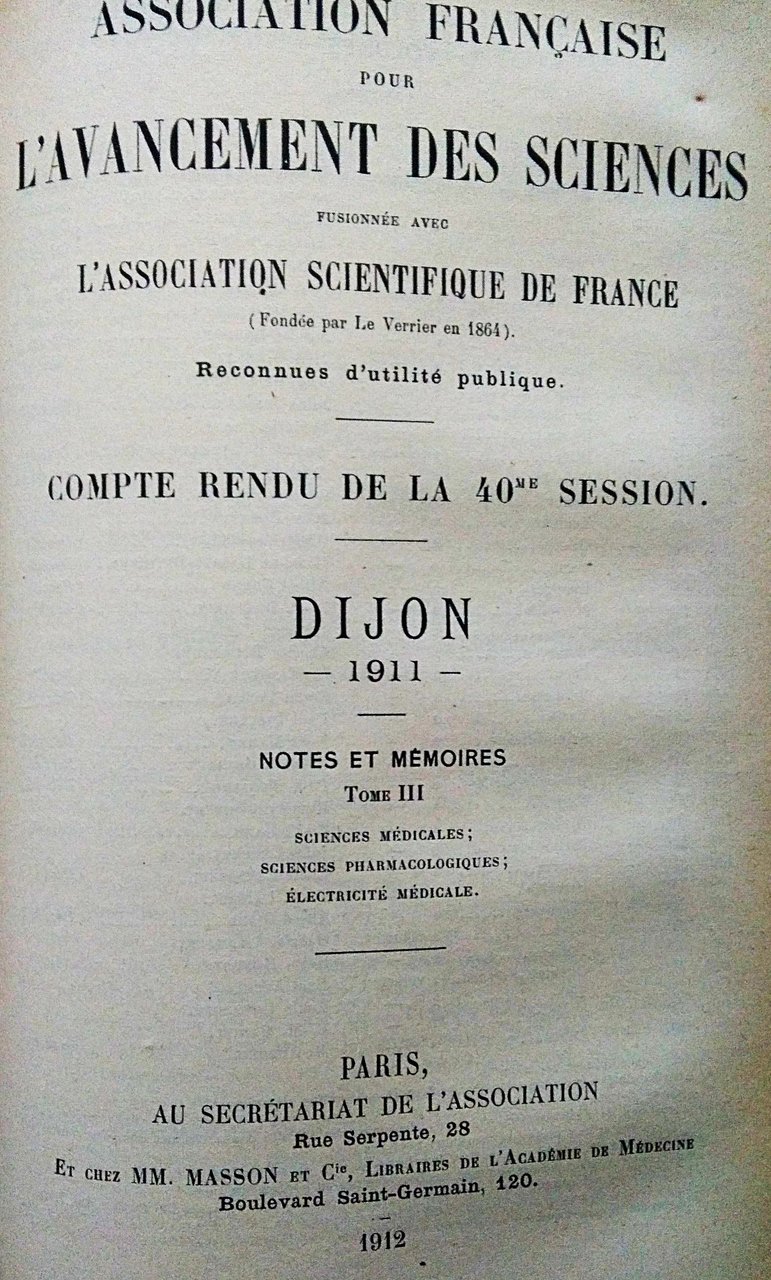 ASSOCIATION FRANÇAISE
POUR
L'AVANCEMENT DES SCIENCES
FUSIONNÉE AVEC
L'ASSOCIATION SCIENTIFIQUE DE FRANCE
(Fondée par Le Verrier en 1864).
Reconnues d'utilité publique.
COMPTE RENDU DE LA 40ME SESSION.
DIJON
— 1911 —
NOTES ET MÉMOIRES
TOME III
SCIENCES MÉDICALES;
SCIENCES PHARMACOLOGIQUES;
ÉLECTRICITÉ MÉDICALE.
PARIS,
AU SECRÉTARIAT DE L'ASSOCIATION
Rue Serpente, 28
ET CHEZ MM. MASSON ET Cie, LIBRAIRES DE L'ACADÉMIE DE MÉDECINE
Boulevard Saint-Germain, 120.
1912